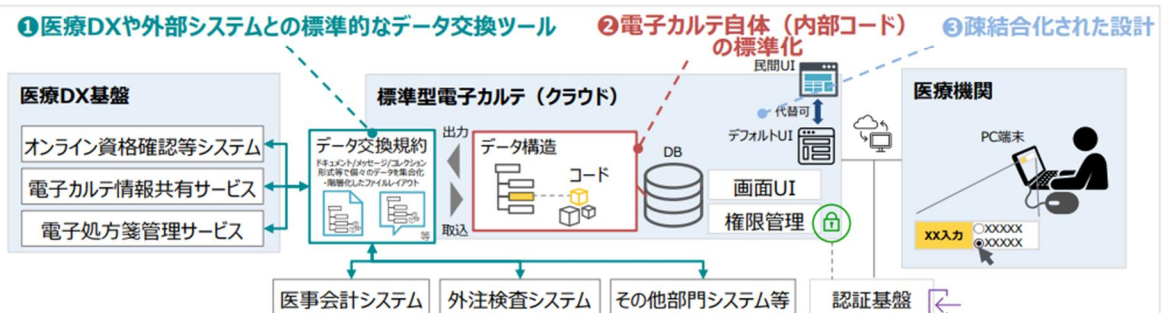 ❶医療DXや外部システムとの標準的なデータ交換ツール
❷電子カルテ自体（内部コード）
の標準化
❸疎結合化された設計
医療DX基盤
オンライン資格確認等システム
電子カルテ情報共有サービス
電子処方箋管理サービス
標準型電子カルテ（クラウド）
データ交換規約
ドキュメント/メッセージ/コレクション
形式等で個々のデータを集合化
・階層化したファイルレイアウト
等
出力
取込
データ構造
コード
DB
民間UI
代替可
デフォルトUI
画面UI
権限管理
医療機関
PC端末
XX入力
XXXXX
XXXXX
医事会計システム
外注検査システム
その他部門システム等
認証基盤